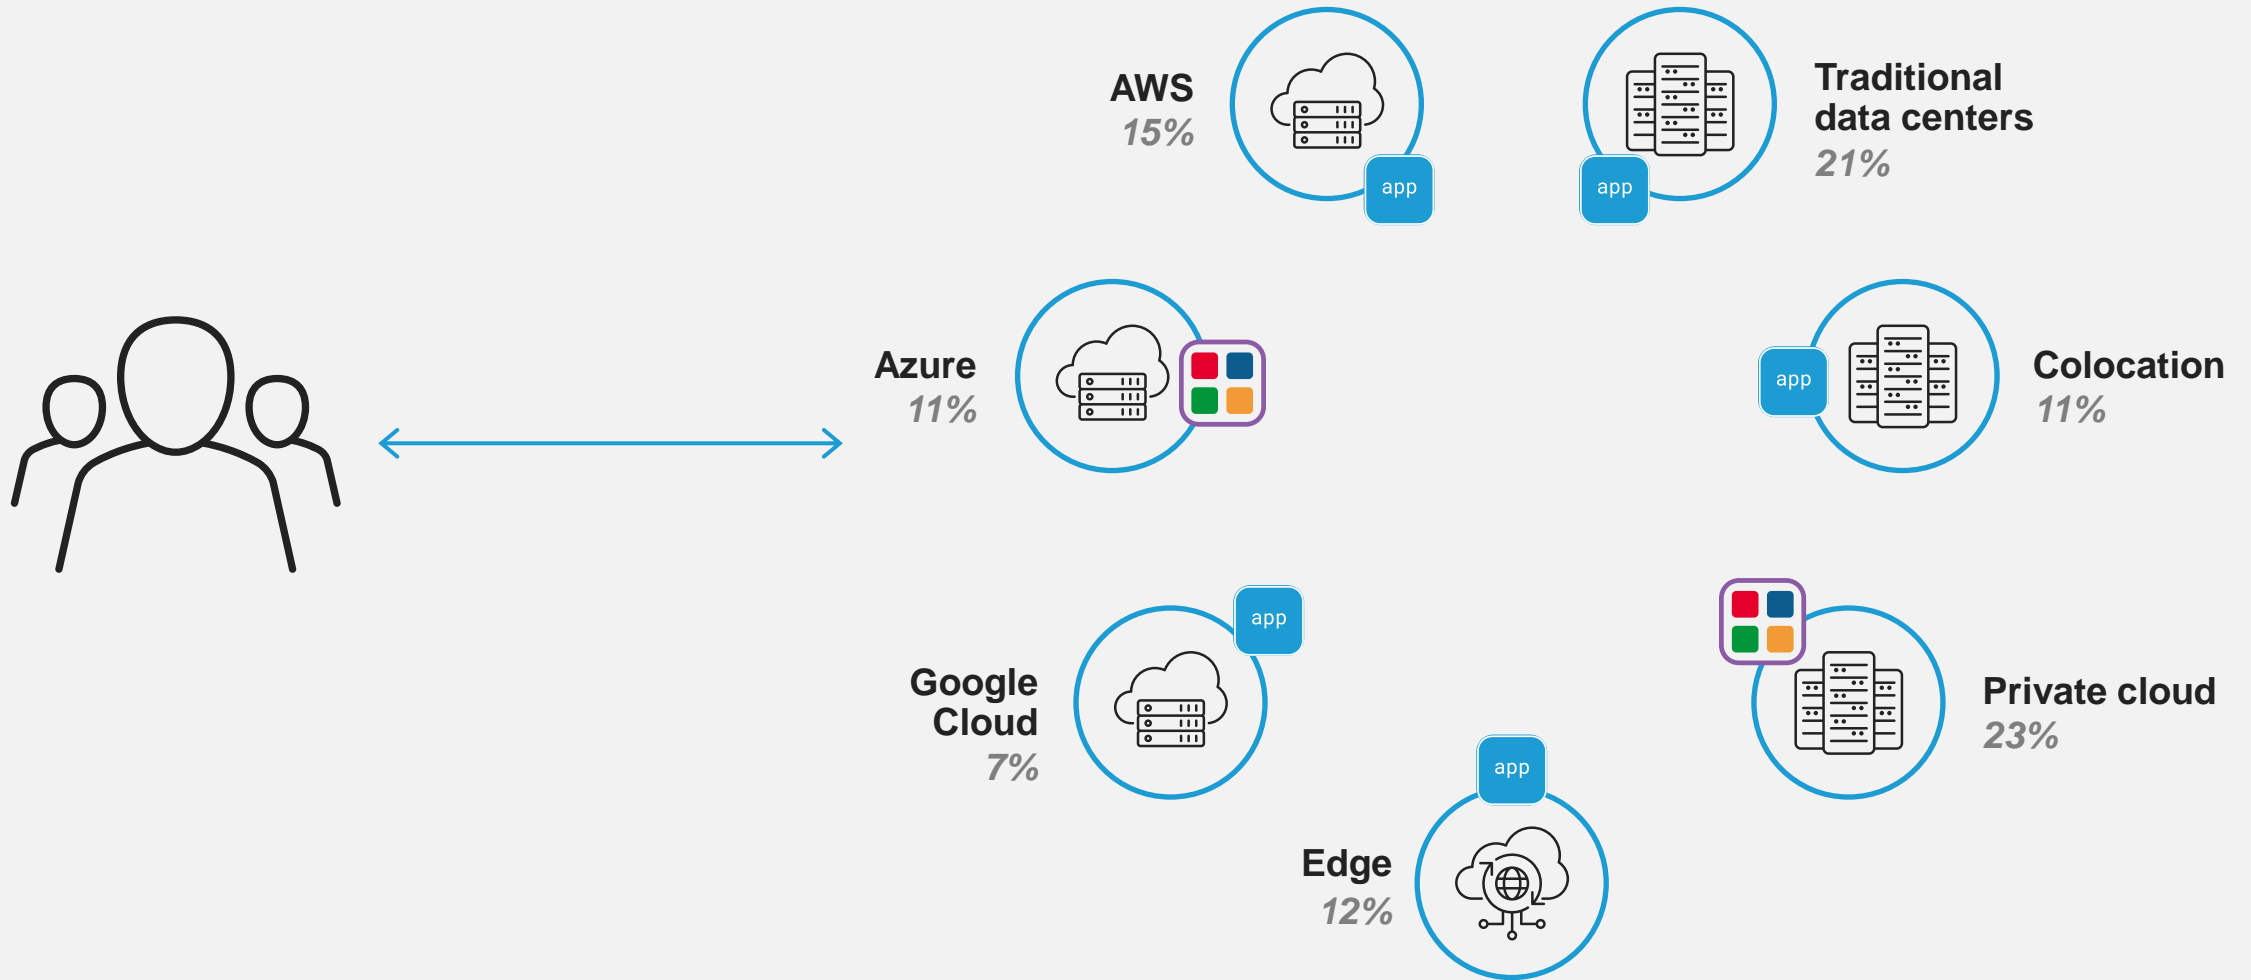 AWS
15%
app
Traditional
data centers
21%
app
Azure
11%
Colocation
11%
app
Google
Cloud
7%
app
Private cloud
23%
Edge
12%
app